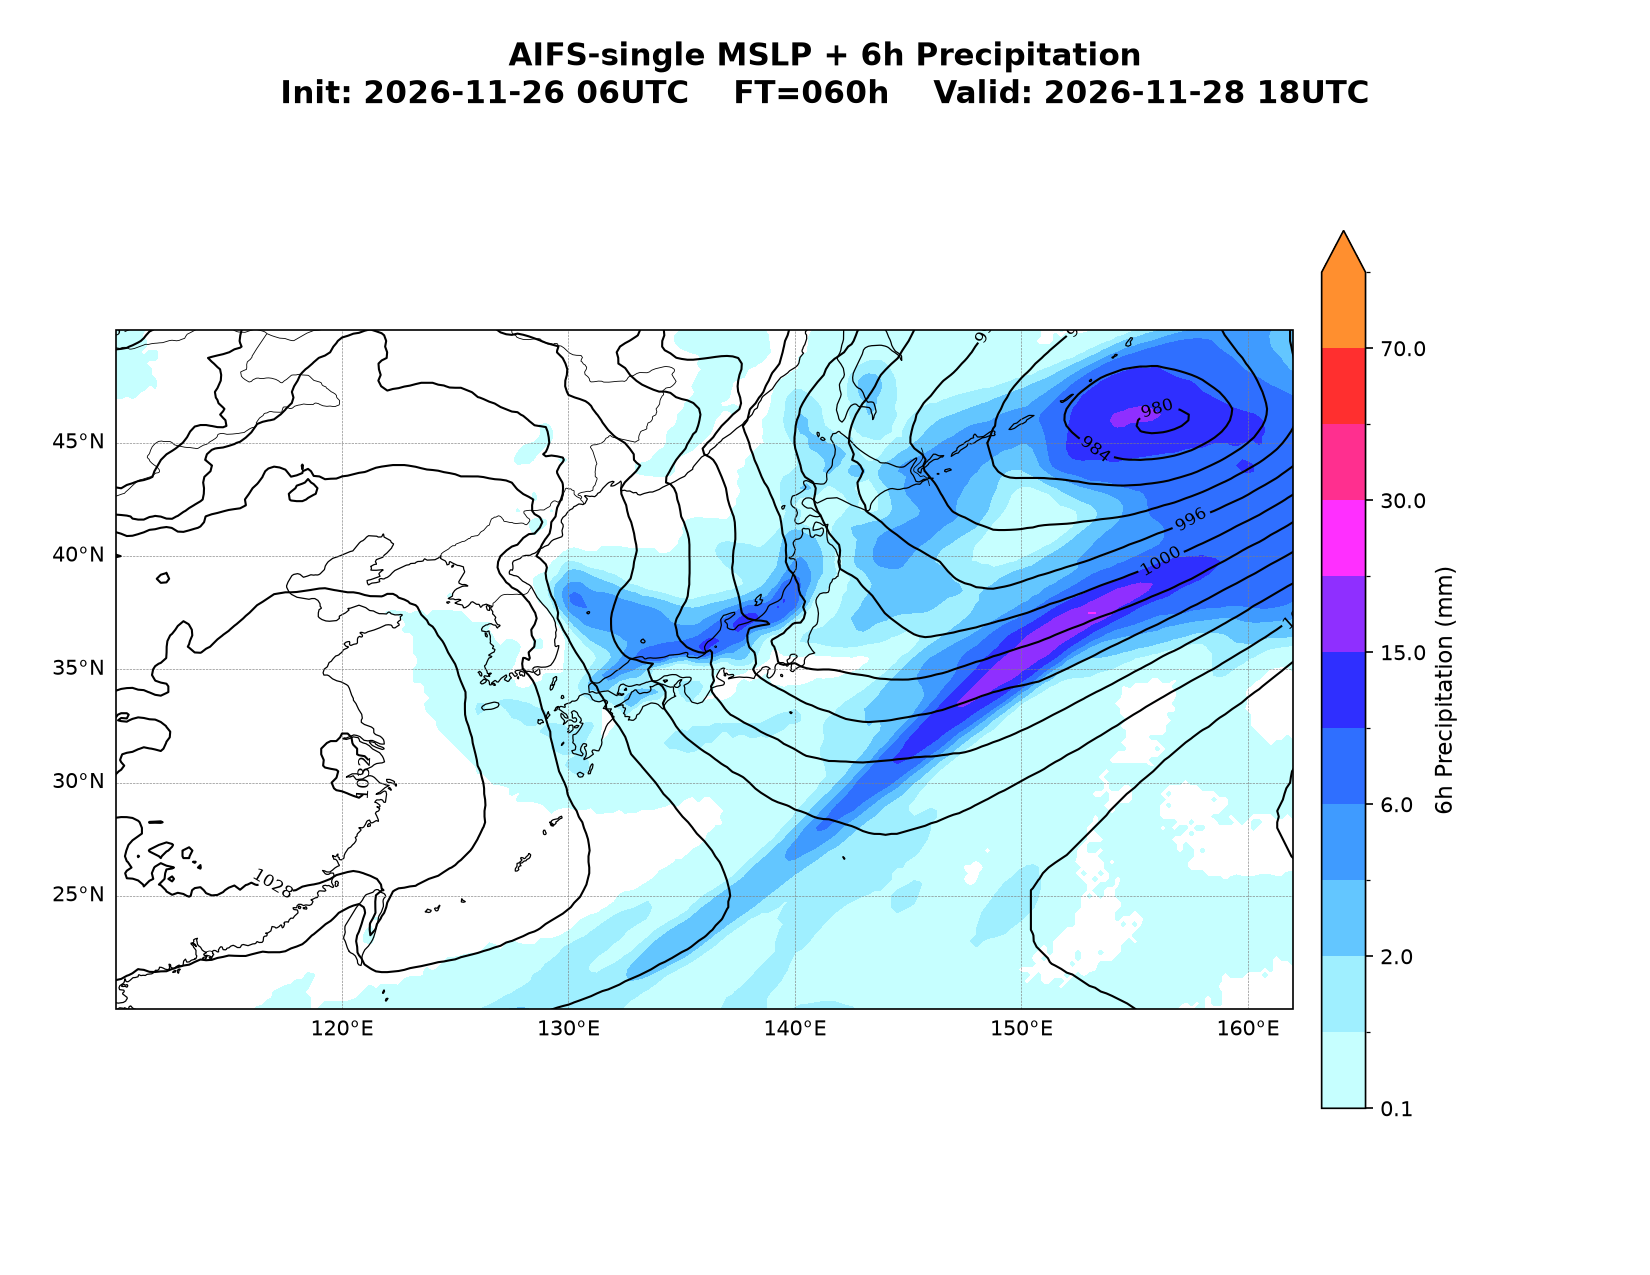 AIFS-single MSLP + 6h Precipitation
Init: 2026-11-26 06UTC    FT=060h    Valid: 2026-11-28 18UTC
45°N
40°N
35°N
30°N
25°N
120°E
130°E
140°E
150°E
160°E
980
984
996
1000
1032
1028
70.0
30.0
15.0
6.0
2.0
0.1
6h Precipitation (mm)